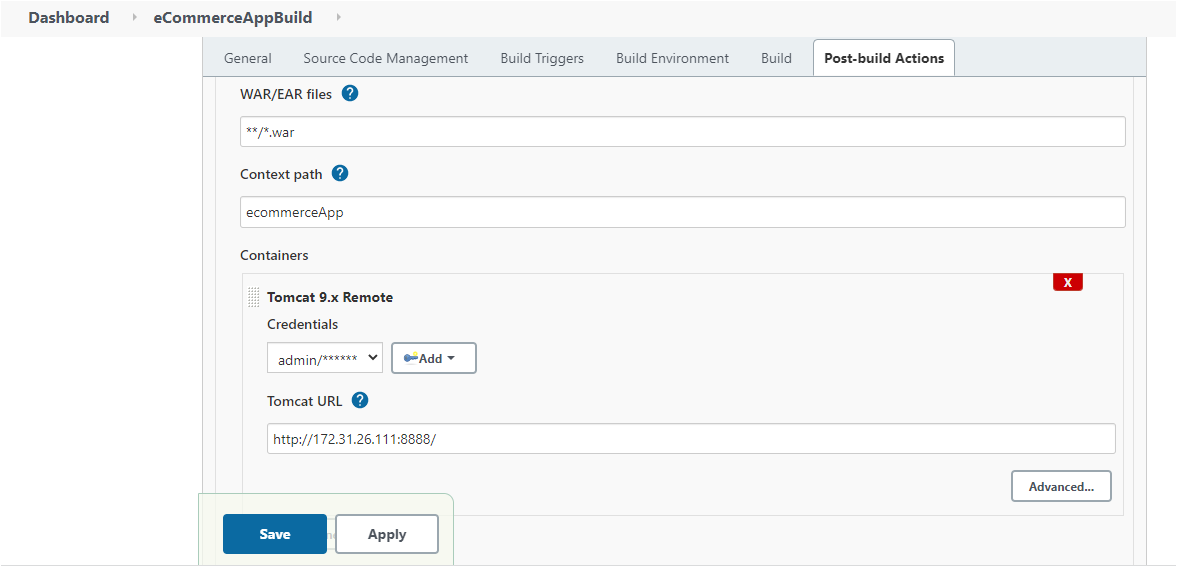 Dashboard eCommerceAppBuild
General Source Code Management Build Triggers Build Environment Build Post-build Actions
WAR/EAR files ?
**/*.war
Context path ?
ecommerceApp
Containers
X
Tomcat 9.x Remote
Credentials
admin/****** Add
Tomcat URL ?
http://172.31.26.111:8888/
Advanced...
Save Apply